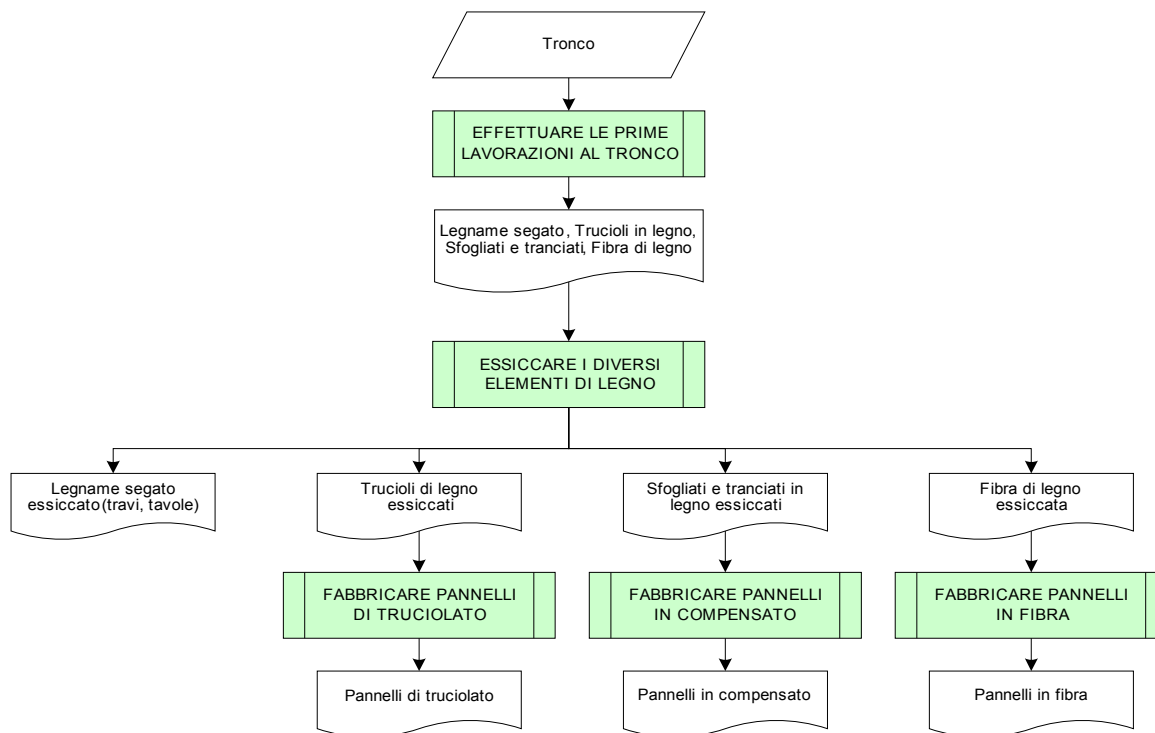 Tronco
EFFETTUARE LE PRIME
LAVORAZIONI AL TRONCO
Legname segato, Trucioli in legno,
Sfogliati e tranciati, Fibra di legno
ESSICCARE I DIVERSI
ELEMENTI DI LEGNO
Legname segato
essiccato (travi, tavole)
Trucioli di legno
essiccati
Sfogliati e tranciati in
legno essiccati
Fibra di legno
essiccata
FABBRICARE PANNELLI
DI TRUCIOLATO
FABBRICARE PANNELLI
IN COMPENSATO
FABBRICARE PANNELLI
IN FIBRA
Pannelli di truciolato
Pannelli in compensato
Pannelli in fibra